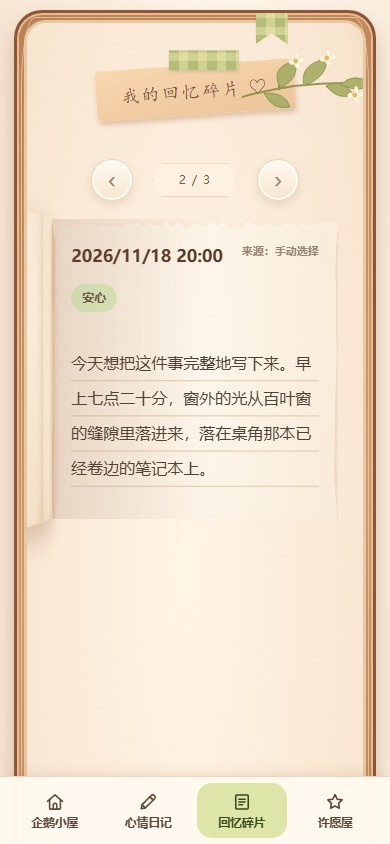 我的回忆碎片
2 / 3
2026/11/18 20:00
来源：手动选择
安心
今天想把这件事完整地写下来。早
上七点二十分，窗外的光从百叶窗
的缝隙里落进来，落在桌角那本已
经卷边的笔记本上。
企鹅小屋
心情日记
回忆碎片
许愿屋